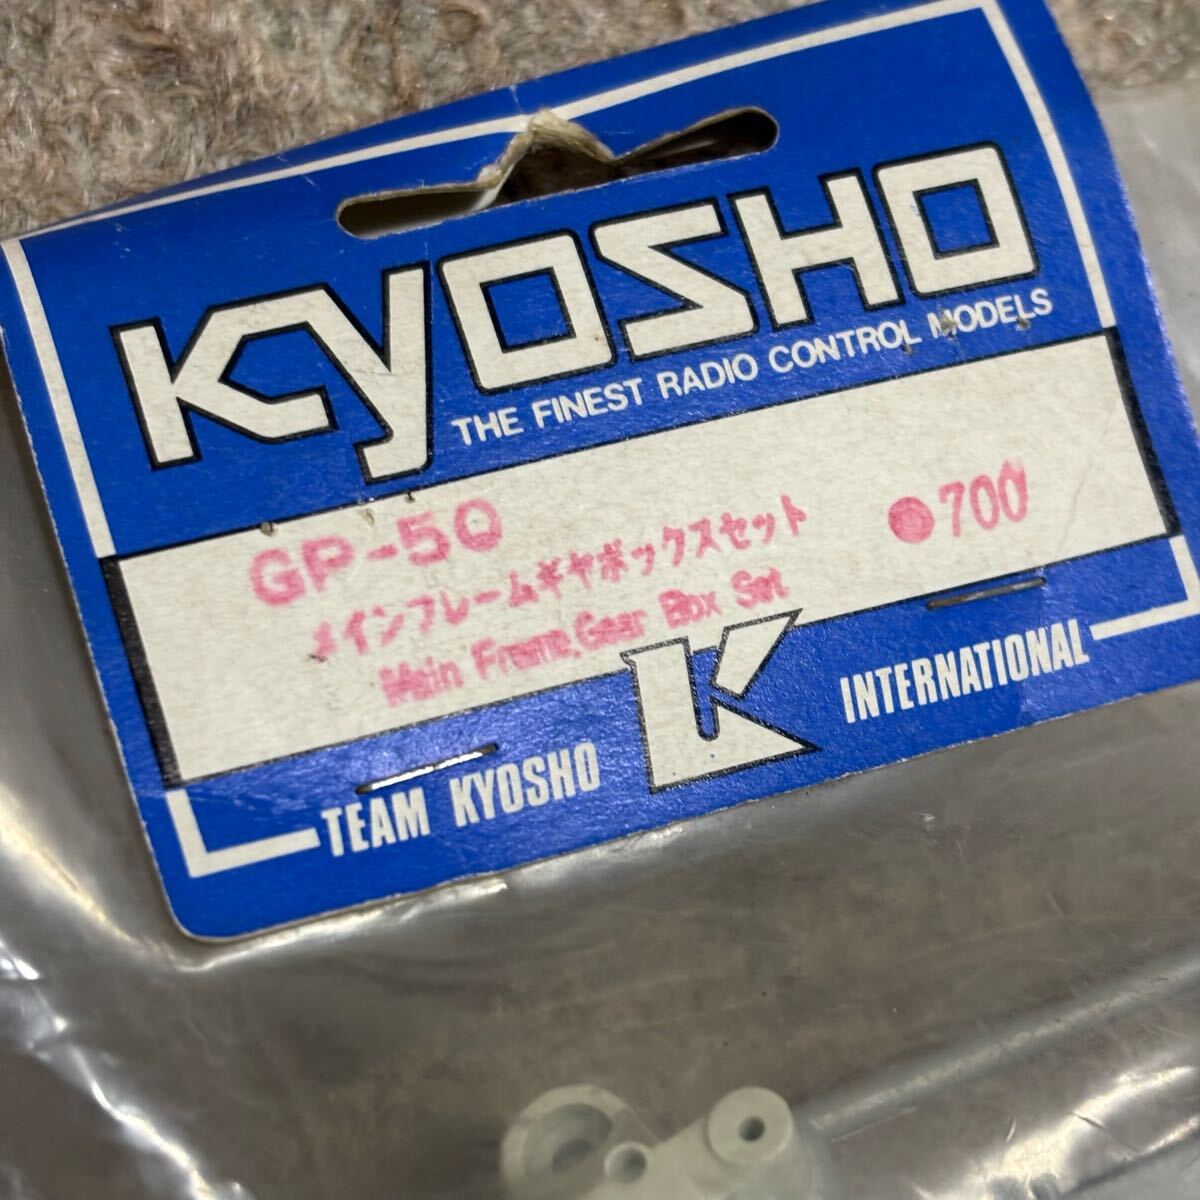 KYOSHO
THE FINEST RADIO CONTROL MODELS
GP-50
メインフレームギヤボックスセット
●700
Main Frame, Gear Box Set
TEAM KYOSHO K INTERNATIONAL